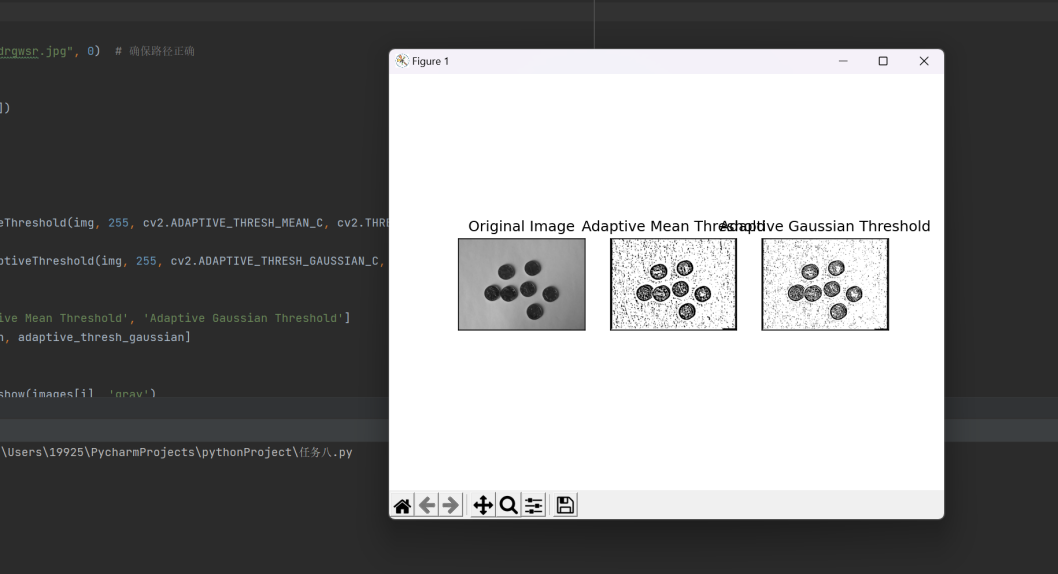 drgwsr.jpg", 0)  # 确保路径正确
])
eThreshold(img, 255, cv2.ADAPTIVE_THRESH_MEAN_C, cv2.THRE
ptiveThreshold(img, 255, cv2.ADAPTIVE_THRESH_GAUSSIAN_C,
ive Mean Threshold', 'Adaptive Gaussian Threshold']
n, adaptive_thresh_gaussian]
show(images[i], 'gray')
\Users\19925\PycharmProjects\pythonProject\任务八.py
Figure 1
Original Image
Adaptive Mean Threshold
Adaptive Gaussian Threshold